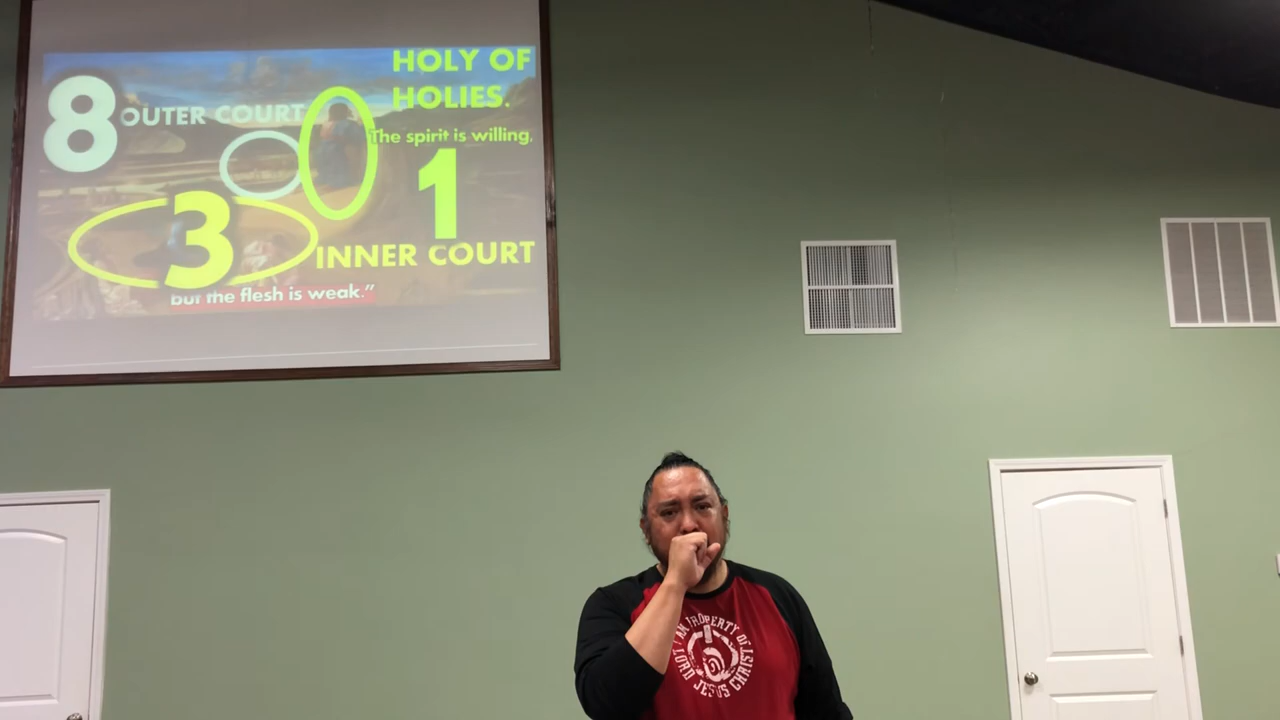 HOLY OF
HOLIES.
8 OUTER COURT
The spirit is willing,
1
3
INNER COURT
but the flesh is weak.”
I AM PROPERTY OF
LORD JESUS CHRIST